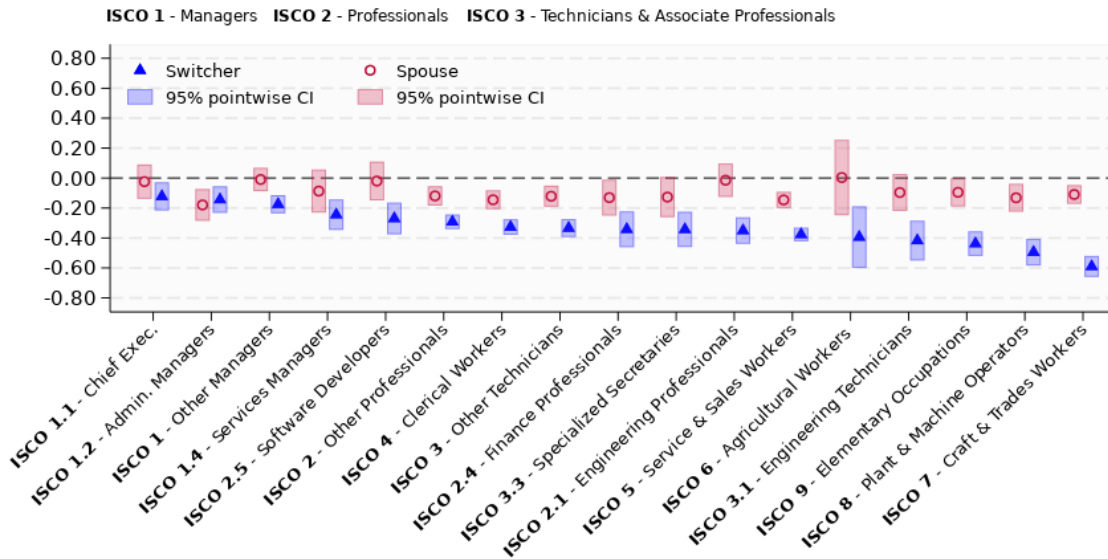 ISCO 1 - Managers ISCO 2 - Professionals ISCO 3 - Technicians & Associate Professionals
0.80
0.60
0.40
0.20
0.00
-0.20
-0.40
-0.60
-0.80
Switcher
Spouse
95% pointwise CI
95% pointwise CI
ISCO 1.1 - Chief Exec.
ISCO 1.2 - Admin. Managers
ISCO 1 - Other Managers
ISCO 1.4 - Services Managers
ISCO 2.5 - Software Developers
ISCO 2 - Other Professionals
ISCO 4 - Clerical Workers
ISCO 3 - Other Technicians
ISCO 2.4 - Finance Professionals
ISCO 3.3 - Specialized Secretaries
ISCO 2.1 - Engineering Professionals
ISCO 5 - Service & Sales Workers
ISCO 6 - Agricultural Workers
ISCO 3.1 - Engineering Technicians
ISCO 9 - Elementary Occupations
ISCO 8 - Plant & Machine Operators
ISCO 7 - Craft & Trades Workers